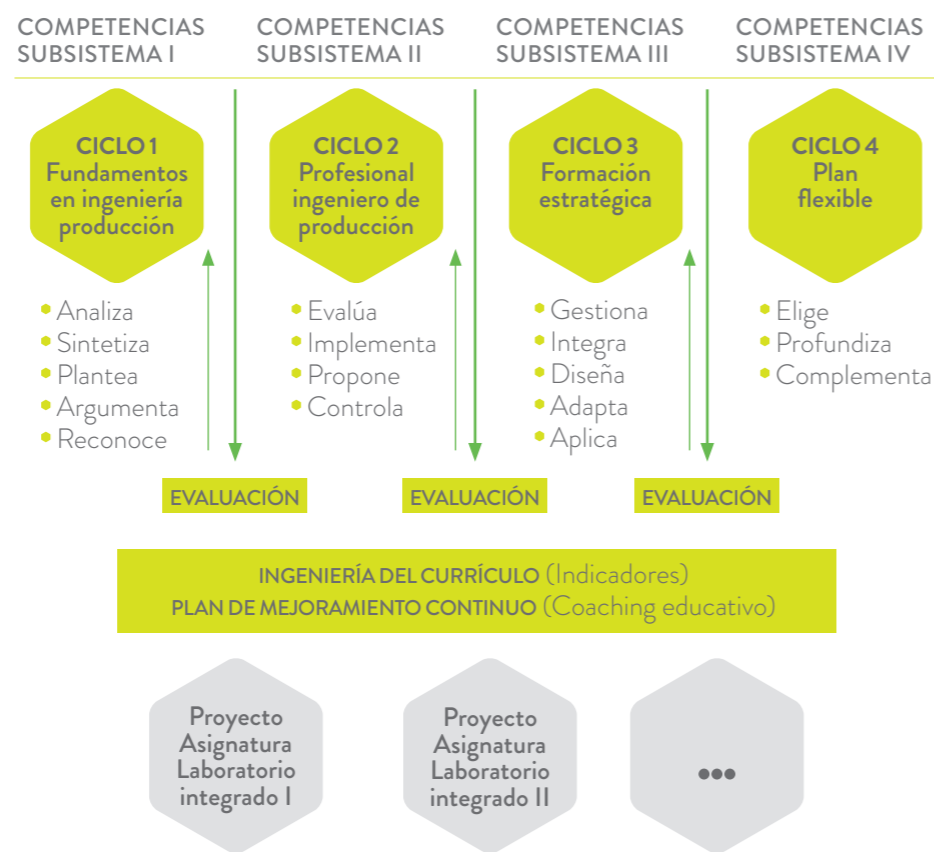 COMPETENCIAS
SUBSISTEMA I
COMPETENCIAS
SUBSISTEMA II
COMPETENCIAS
SUBSISTEMA III
COMPETENCIAS
SUBSISTEMA IV
CICLO 1
Fundamentos
en ingeniería
producción
CICLO 2
Profesional
ingeniero de
producción
CICLO 3
Formación
estratégica
CICLO 4
Plan
flexible
• Analiza
• Sintetiza
• Plantea
• Argumenta
• Reconoce
• Evalúa
• Implementa
• Propone
• Controla
• Gestiona
• Integra
• Diseña
• Adapta
• Aplica
• Elige
• Profundiza
• Complementa
EVALUACIÓN
EVALUACIÓN
EVALUACIÓN
INGENIERÍA DEL CURRÍCULO (Indicadores)
PLAN DE MEJORAMIENTO CONTINUO (Coaching educativo)
Proyecto
Asignatura
Laboratorio
integrado I
Proyecto
Asignatura
Laboratorio
integrado II
•••